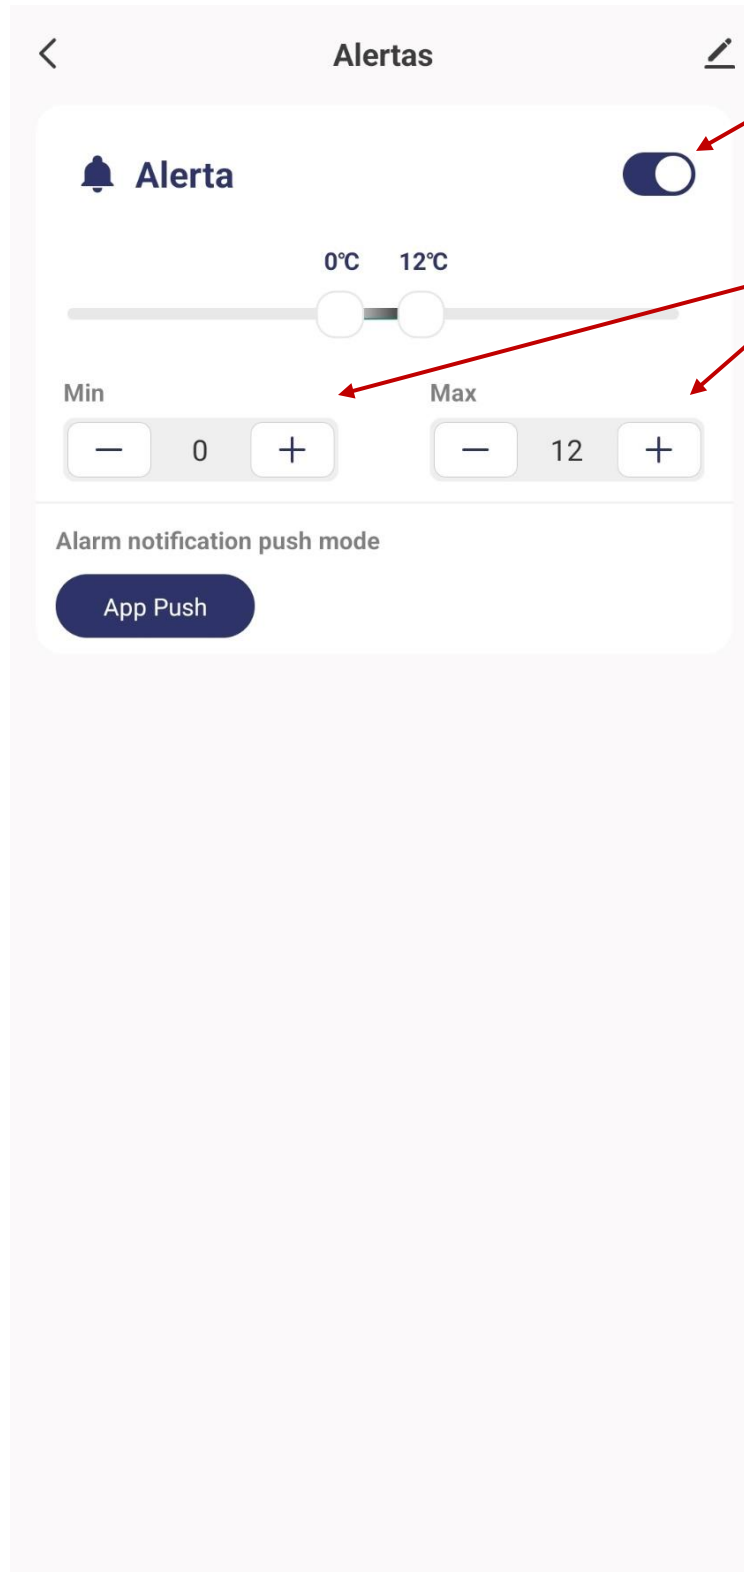 Alertas
Alerta
0℃ 12℃
Min Max
0 12
Alarm notification push mode
App Push